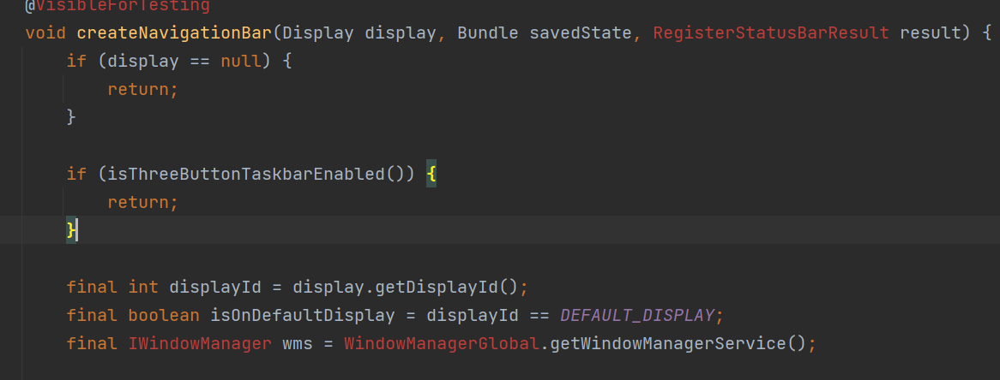 @VisibleForTesting
void createNavigationBar(Display display, Bundle savedState, RegisterStatusBarResult result) {
    if (display == null) {
        return;
    }

    if (isThreeButtonTaskbarEnabled()) {
        return;
    }

    final int displayId = display.getDisplayId();
    final boolean isOnDefaultDisplay = displayId == DEFAULT_DISPLAY;
    final IWindowManager wms = WindowManagerGlobal.getWindowManagerService();